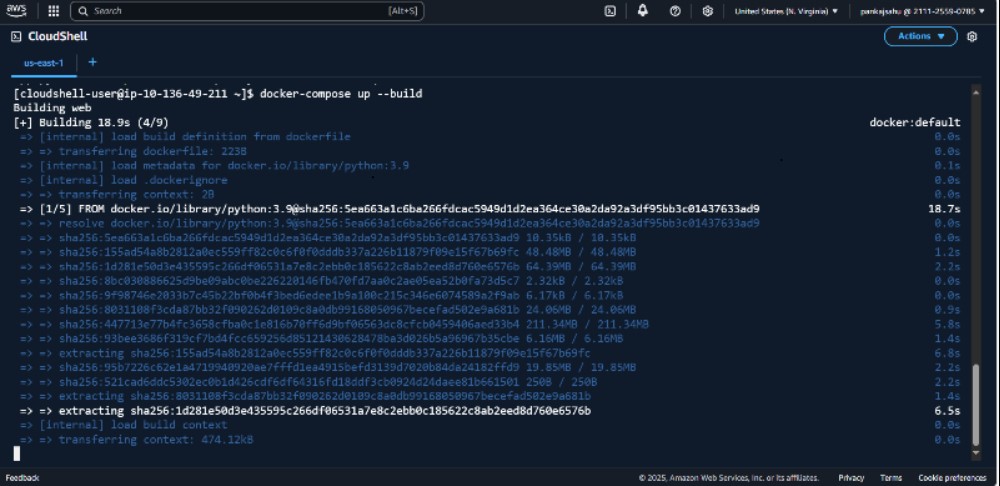 aws
Search [Alt+S] United States (N. Virginia) ▼ pankajsahu @ 2111-2559-0785 ▼
CloudShell Actions ▼
us-east-1 +
[cloudshell-user@ip-10-136-49-211 ~]$ docker-compose up --build
Building web
[+] Building 18.9s (4/9) docker:default
=> [internal] load build definition from dockerfile 0.0s
=> => transferring dockerfile: 223B 0.0s
=> [internal] load metadata for docker.io/library/python:3.9 0.1s
=> [internal] load .dockerignore 0.0s
=> => transferring context: 2B 0.0s
=> [1/5] FROM docker.io/library/python:3.9@sha256:5ea663a1c6ba266fdcac5949d1d2ea364ce30a2da92a3df95bb3c01437633ad9 18.7s
=> => resolve docker.io/library/python:3.9@sha256:5ea663a1c6ba266fdcac5949d1d2ea364ce30a2da92a3df95bb3c01437633ad9 0.0s
=> => sha256:5ea663a1c6ba266fdcac5949d1d2ea364ce30a2da92a3df95bb3c01437633ad9 10.35kB / 10.35kB 0.0s
=> => sha256:155ad54a8b2812a0ec559ff82c0c6f0f0dddb337a226b11879f09e15f67b69fc 48.48MB / 48.48MB 1.2s
=> => sha256:1d281e50d3e435595c266df06531a7e8c2ebb0c185622c8ab2eed8d760e6576b 64.39MB / 64.39MB 2.2s
=> => sha256:8bc030886625d9be09abc0be226220146fb470fd7aa0c2ae05ea52b0fa73d5c7 2.32kB / 2.32kB 0.0s
=> => sha256:9f98746e2033b7c45b22bf0b4f3bed6edee1b9a100c215c346e6074589a2f9ab 6.17kB / 6.17kB 0.0s
=> => sha256:8031108f3cda87bb32f090262d0109c8a0db99168050967becefad502e9a681b 24.06MB / 24.06MB 0.9s
=> => sha256:447713e77b4fc3658cfba0c1e816b70ff6d9bf06563dc8cfcb0459406aed33b4 211.34MB / 211.34MB 5.8s
=> => sha256:93bee3686f319cf7bd4fcc659256d85121430628478ba3d026b5a96967b35cbe 6.16MB / 6.16MB 1.4s
=> => extracting sha256:155ad54a8b2812a0ec559ff82c0c6f0f0dddb337a226b11879f09e15f67b69fc 6.8s
=> => sha256:95b7226c62e1a4719940920ae7fffd1ea4915befd3139d7020b84da24182ffd9 19.85MB / 19.85MB 2.2s
=> => sha256:521cad6ddc5302ec0b1d426cdf6df64316fd18ddf3cb0924d24daee81b661501 250B / 250B 2.2s
=> => extracting sha256:8031108f3cda87bb32f090262d0109c8a0db99168050967becefad502e9a681b 1.4s
=> => extracting sha256:1d281e50d3e435595c266df06531a7e8c2ebb0c185622c8ab2eed8d760e6576b 6.5s
=> [internal] load build context 0.0s
=> => transferring context: 474.12kB 0.0s
Feedback © 2025, Amazon Web Services, Inc. or its affiliates. Privacy Terms Cookie preferences